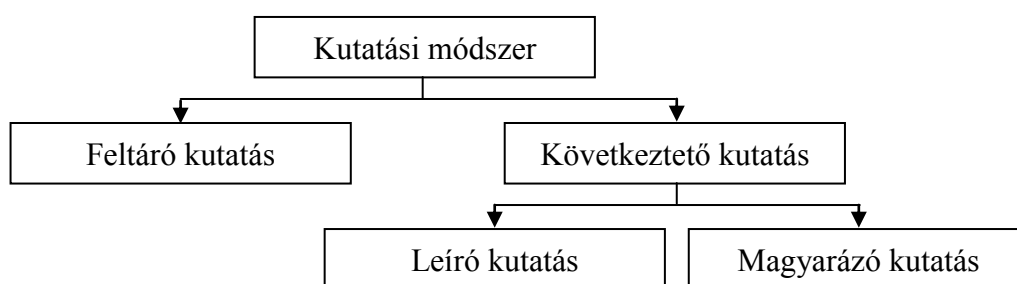 Kutatási módszer
Feltáró kutatás
Következtető kutatás
Leíró kutatás
Magyarázó kutatás